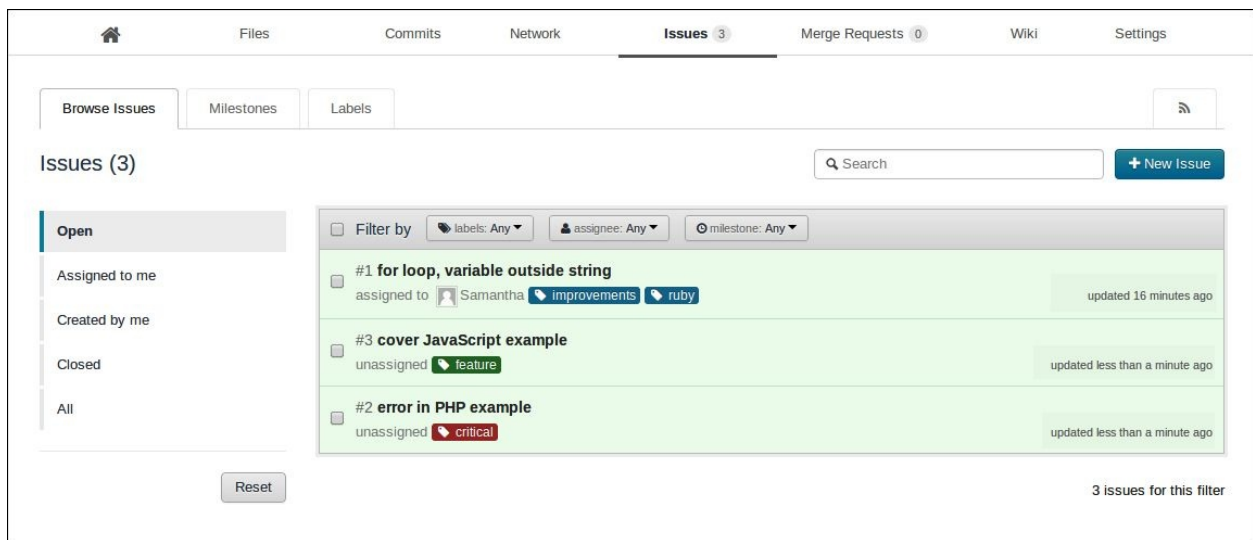 Files Commits Network Issues 3 Merge Requests 0 Wiki Settings
Browse Issues Milestones Labels
Issues (3) Search + New Issue
Open
Assigned to me
Created by me
Closed
All
Reset
Filter by labels: Any assignee: Any milestone: Any
#1 for loop, variable outside string
assigned to Samantha improvements ruby updated 16 minutes ago
#3 cover JavaScript example
unassigned feature updated less than a minute ago
#2 error in PHP example
unassigned critical updated less than a minute ago
3 issues for this filter